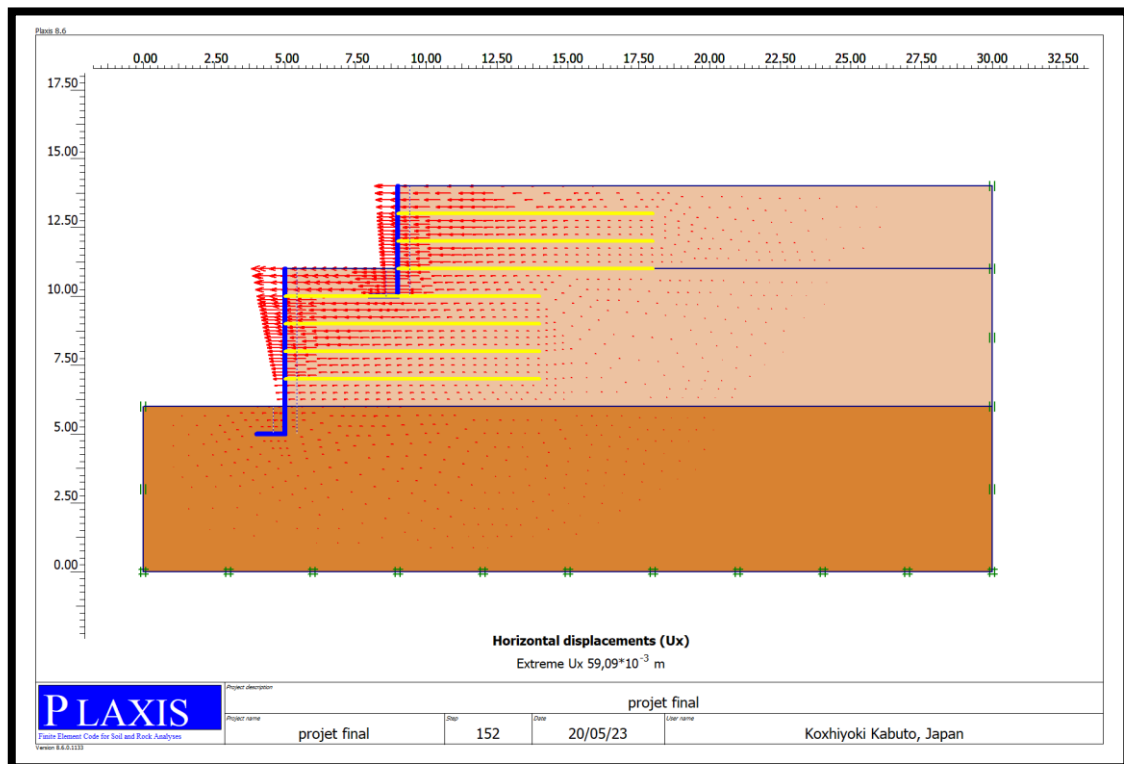 Plaxis 8.6
0.00 2.50 5.00 7.50 10.00 12.50 15.00 17.50 20.00 22.50 25.00 27.50 30.00 32.50
17.50
15.00
12.50
10.00
7.50
5.00
2.50
0.00
Horizontal displacements (Ux)
Extreme Ux 59,09*10⁻³ m
PLAXIS
Finite Element Code for Soil and Rock Analyses
Version 8.6.0.1133
Project description
projet final
Project name
projet final
Step
152
Date
20/05/23
User name
Koxhiyoki Kabuto, Japan